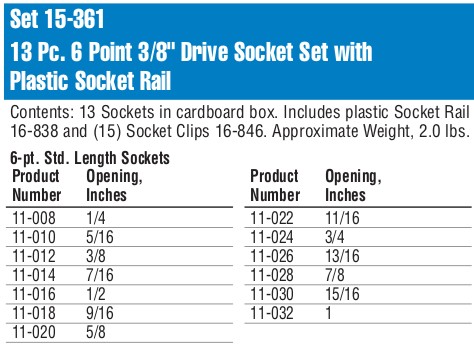 Set 15-361
13 Pc. 6 Point 3/8" Drive Socket Set with
Plastic Socket Rail
Contents: 13 Sockets in cardboard box. Includes plastic Socket Rail
16-838 and (15) Socket Clips 16-846. Approximate Weight, 2.0 lbs.
6-pt. Std. Length Sockets
Product Opening,
Number Inches
11-008 1/4
11-010 5/16
11-012 3/8
11-014 7/16
11-016 1/2
11-018 9/16
11-020 5/8
Product Opening,
Number Inches
11-022 11/16
11-024 3/4
11-026 13/16
11-028 7/8
11-030 15/16
11-032 1